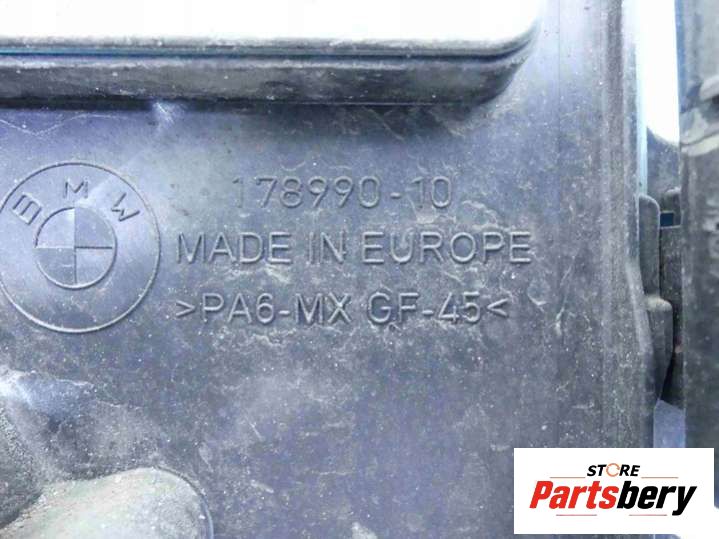 178990-10
BMW
MADE IN EUROPE
>PA6-MX GF-45<
STORE
Partsbery